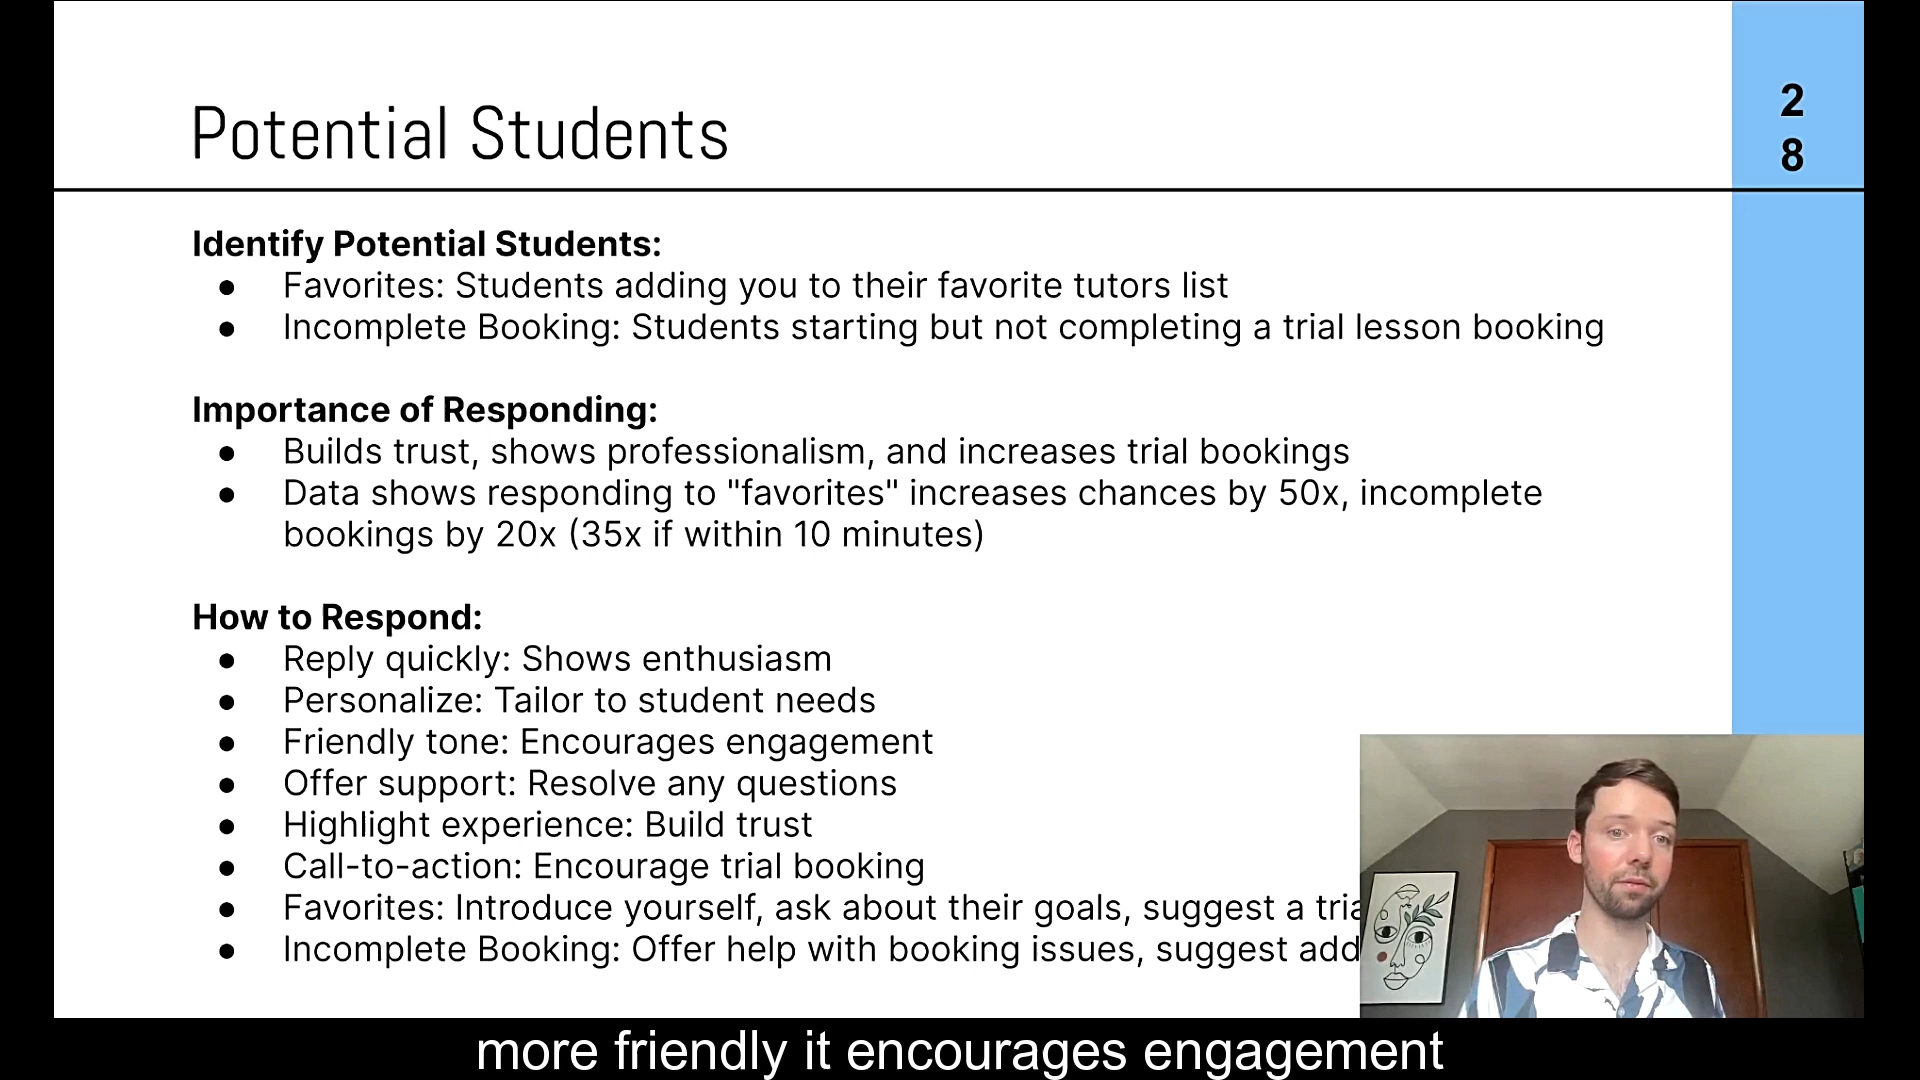 Potential Students
2
8
Identify Potential Students:
● Favorites: Students adding you to their favorite tutors list
● Incomplete Booking: Students starting but not completing a trial lesson booking
Importance of Responding:
● Builds trust, shows professionalism, and increases trial bookings
● Data shows responding to "favorites" increases chances by 50x, incomplete
bookings by 20x (35x if within 10 minutes)
How to Respond:
● Reply quickly: Shows enthusiasm
● Personalize: Tailor to student needs
● Friendly tone: Encourages engagement
● Offer support: Resolve any questions
● Highlight experience: Build trust
● Call-to-action: Encourage trial booking
● Favorites: Introduce yourself, ask about their goals, suggest a
● Incomplete Booking: Offer help with booking issues, suggest
more friendly it encourages engagement